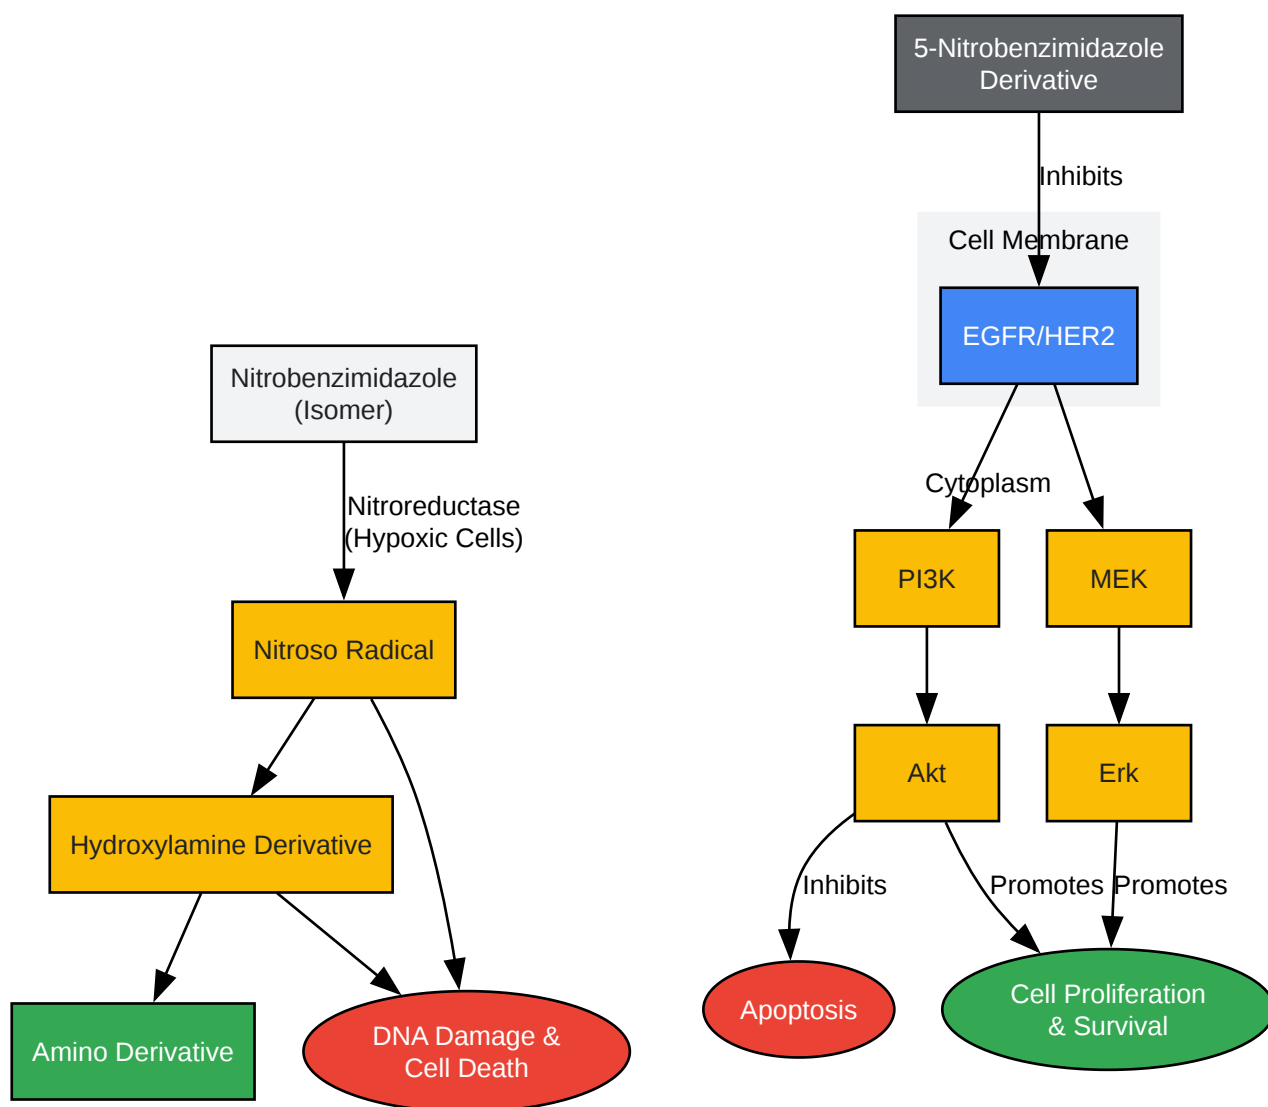 5-Nitrobenzimidazole
Derivative
Inhibits
Cell Membrane
EGFR/HER2
Nitrobenzimidazole
(Isomer)
Nitroreductase
(Hypoxic Cells)
Cytoplasm
PI3K
MEK
Nitroso Radical
Akt
Erk
Hydroxylamine Derivative
Inhibits
Promotes
Promotes
Amino Derivative
DNA Damage &
Cell Death
Apoptosis
Cell Proliferation
& Survival